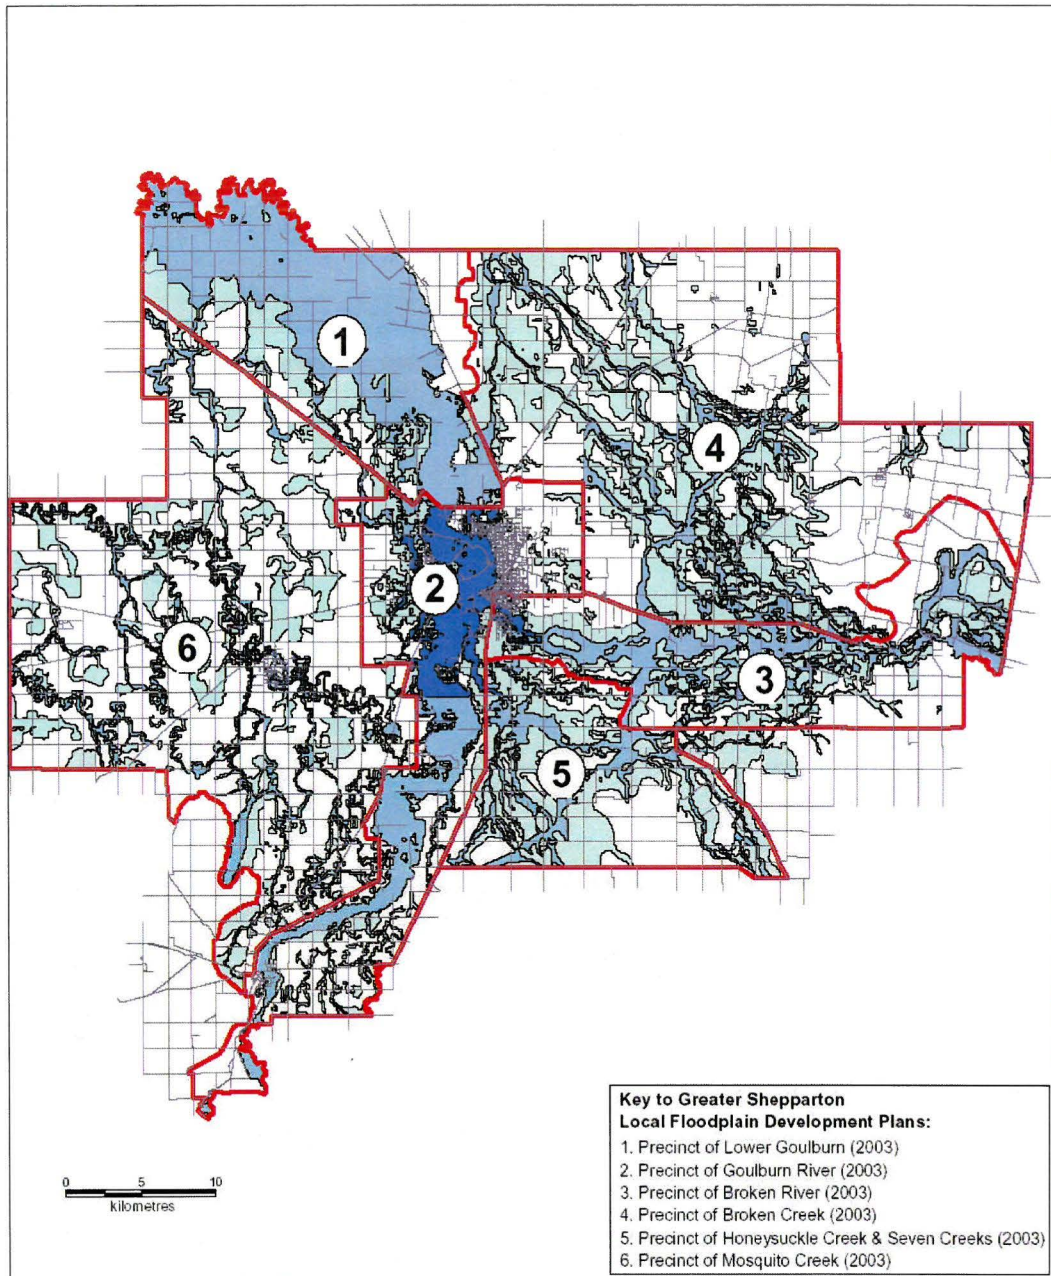 1
4
2
6
3
5
Key to Greater Shepparton
Local Floodplain Development Plans:
1. Precinct of Lower Goulburn (2003)
2. Precinct of Goulburn River (2003)
3. Precinct of Broken River (2003)
4. Precinct of Broken Creek (2003)
5. Precinct of Honeysuckle Creek & Seven Creeks (2003)
6. Precinct of Mosquito Creek (2003)
0 5 10
kilometres